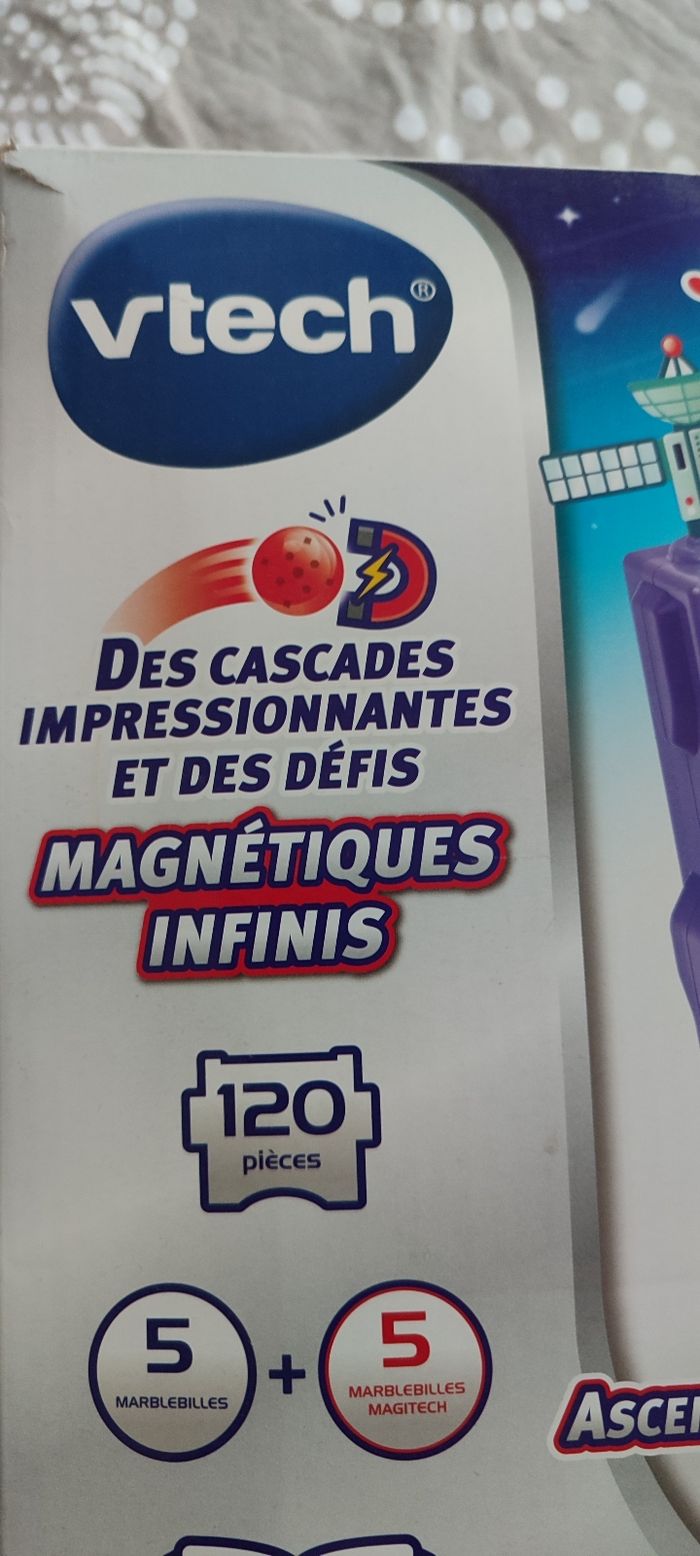 vtech®
DES CASCADES
IMPRESSIONNANTES
ET DES DÉFIS
MAGNÉTIQUES
INFINIS
120
pièces
5
MARBLEBILLES
+
5
MARBLEBILLES
MAGITECH